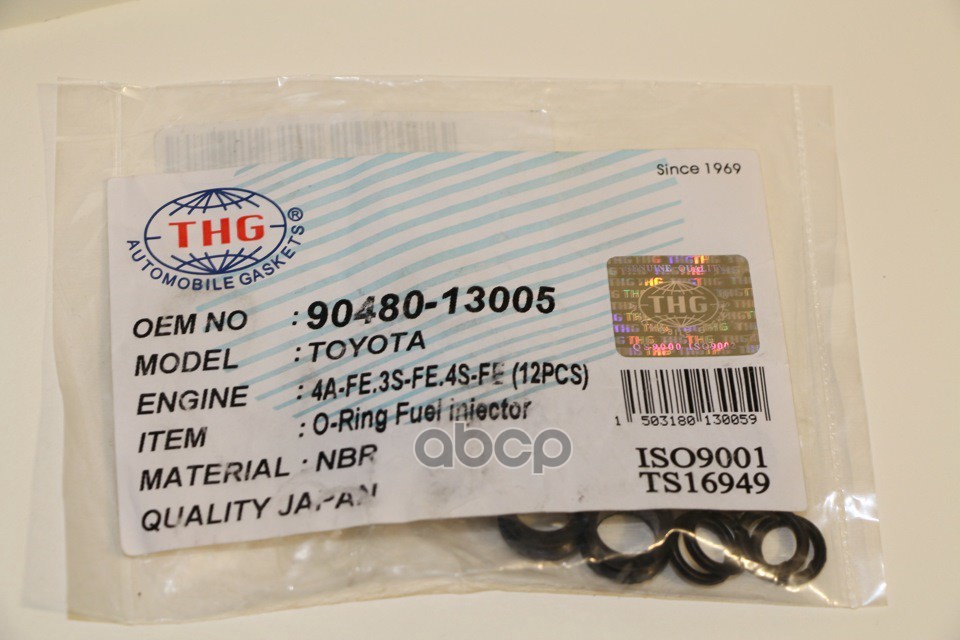 Since 1969
THG
AUTOMOBILE GASKETS®
OEM NO : 90480-13005
MODEL : TOYOTA
ENGINE : 4A-FE.3S-FE.4S-FE (12PCS)
ITEM : O-Ring Fuel injector
MATERIAL : NBR
QUALITY JAPAN
THG
1 503180 130059
ISO9001
TS16949
abcp